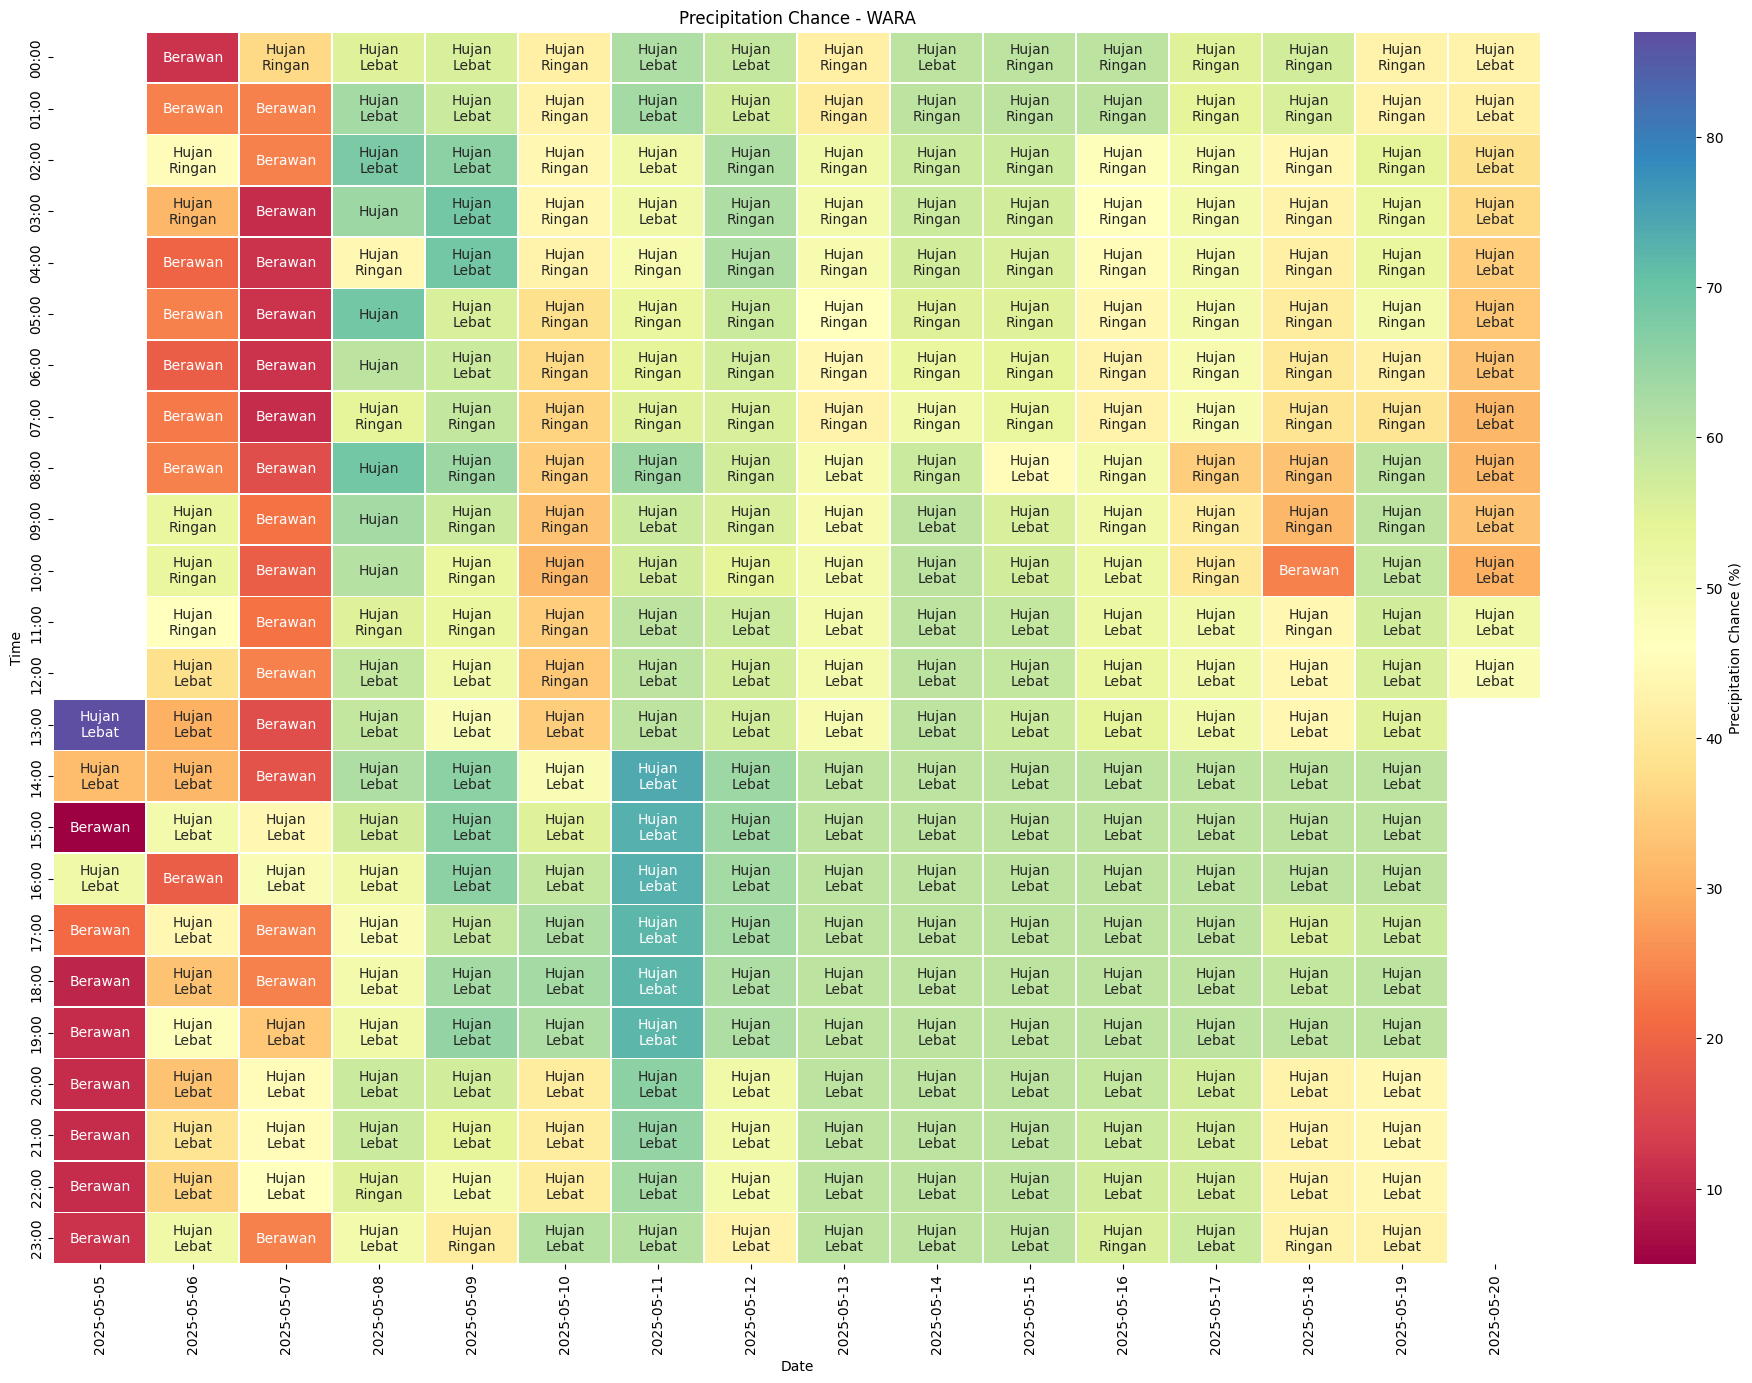 Precipitation Chance - WARA
00:00 Berawan Hujan Ringan Hujan Lebat Hujan Lebat Hujan Ringan Hujan Lebat Hujan Lebat Hujan Ringan Hujan Lebat Hujan Ringan Hujan Ringan Hujan Ringan Hujan Ringan Hujan Ringan Hujan Lebat
01:00 Berawan Berawan Hujan Lebat Hujan Lebat Hujan Ringan Hujan Lebat Hujan Lebat Hujan Ringan Hujan Ringan Hujan Ringan Hujan Ringan Hujan Ringan Hujan Ringan Hujan Ringan Hujan Lebat
02:00 Hujan Ringan Berawan Hujan Lebat Hujan Lebat Hujan Ringan Hujan Lebat Hujan Ringan Hujan Ringan Hujan Ringan Hujan Ringan Hujan Ringan Hujan Ringan Hujan Ringan Hujan Ringan Hujan Lebat
03:00 Hujan Ringan Berawan Hujan Hujan Lebat Hujan Ringan Hujan Lebat Hujan Ringan Hujan Ringan Hujan Ringan Hujan Ringan Hujan Ringan Hujan Ringan Hujan Ringan Hujan Ringan Hujan Lebat
04:00 Berawan Berawan Hujan Ringan Hujan Lebat Hujan Ringan Hujan Ringan Hujan Ringan Hujan Ringan Hujan Ringan Hujan Ringan Hujan Ringan Hujan Ringan Hujan Ringan Hujan Ringan Hujan Lebat
05:00 Berawan Berawan Hujan Hujan Lebat Hujan Ringan Hujan Ringan Hujan Ringan Hujan Ringan Hujan Ringan Hujan Ringan Hujan Ringan Hujan Ringan Hujan Ringan Hujan Ringan Hujan Lebat
06:00 Berawan Berawan Hujan Hujan Lebat Hujan Ringan Hujan Ringan Hujan Ringan Hujan Ringan Hujan Ringan Hujan Ringan Hujan Ringan Hujan Ringan Hujan Ringan Hujan Ringan Hujan Lebat
07:00 Berawan Berawan Hujan Ringan Hujan Ringan Hujan Ringan Hujan Ringan Hujan Ringan Hujan Ringan Hujan Ringan Hujan Ringan Hujan Ringan Hujan Ringan Hujan Ringan Hujan Ringan Hujan Lebat
08:00 Berawan Berawan Hujan Hujan Ringan Hujan Ringan Hujan Ringan Hujan Ringan Hujan Lebat Hujan Ringan Hujan Lebat Hujan Ringan Hujan Ringan Hujan Ringan Hujan Ringan Hujan Lebat
09:00 Hujan Ringan Berawan Hujan Hujan Ringan Hujan Ringan Hujan Lebat Hujan Ringan Hujan Lebat Hujan Lebat Hujan Lebat Hujan Ringan Hujan Ringan Hujan Ringan Hujan Ringan Hujan Lebat
10:00 Hujan Ringan Berawan Hujan Hujan Ringan Hujan Ringan Hujan Lebat Hujan Ringan Hujan Lebat Hujan Lebat Hujan Lebat Hujan Lebat Hujan Ringan Berawan Hujan Lebat Hujan Lebat
11:00 Hujan Ringan Berawan Hujan Ringan Hujan Ringan Hujan Ringan Hujan Lebat Hujan Lebat Hujan Lebat Hujan Lebat Hujan Lebat Hujan Lebat Hujan Lebat Hujan Ringan Hujan Lebat Hujan Lebat
12:00 Hujan Lebat Berawan Hujan Lebat Hujan Lebat Hujan Ringan Hujan Lebat Hujan Lebat Hujan Lebat Hujan Lebat Hujan Lebat Hujan Lebat Hujan Lebat Hujan Lebat Hujan Lebat Hujan Lebat
13:00 Hujan Lebat Hujan Lebat Berawan Hujan Lebat Hujan Lebat Hujan Lebat Hujan Lebat Hujan Lebat Hujan Lebat Hujan Lebat Hujan Lebat Hujan Lebat Hujan Lebat Hujan Lebat Hujan Lebat
14:00 Hujan Lebat Hujan Lebat Berawan Hujan Lebat Hujan Lebat Hujan Lebat Hujan Lebat Hujan Lebat Hujan Lebat Hujan Lebat Hujan Lebat Hujan Lebat Hujan Lebat Hujan Lebat Hujan Lebat
15:00 Berawan Hujan Lebat Hujan Lebat Hujan Lebat Hujan Lebat Hujan Lebat Hujan Lebat Hujan Lebat Hujan Lebat Hujan Lebat Hujan Lebat Hujan Lebat Hujan Lebat Hujan Lebat Hujan Lebat
16:00 Hujan Lebat Berawan Hujan Lebat Hujan Lebat Hujan Lebat Hujan Lebat Hujan Lebat Hujan Lebat Hujan Lebat Hujan Lebat Hujan Lebat Hujan Lebat Hujan Lebat Hujan Lebat Hujan Lebat
17:00 Berawan Hujan Lebat Berawan Hujan Lebat Hujan Lebat Hujan Lebat Hujan Lebat Hujan Lebat Hujan Lebat Hujan Lebat Hujan Lebat Hujan Lebat Hujan Lebat Hujan Lebat Hujan Lebat
18:00 Berawan Hujan Lebat Berawan Hujan Lebat Hujan Lebat Hujan Lebat Hujan Lebat Hujan Lebat Hujan Lebat Hujan Lebat Hujan Lebat Hujan Lebat Hujan Lebat Hujan Lebat Hujan Lebat
19:00 Berawan Hujan Lebat Hujan Lebat Hujan Lebat Hujan Lebat Hujan Lebat Hujan Lebat Hujan Lebat Hujan Lebat Hujan Lebat Hujan Lebat Hujan Lebat Hujan Lebat Hujan Lebat Hujan Lebat
20:00 Berawan Hujan Lebat Hujan Lebat Hujan Lebat Hujan Lebat Hujan Lebat Hujan Lebat Hujan Lebat Hujan Lebat Hujan Lebat Hujan Lebat Hujan Lebat Hujan Lebat Hujan Lebat Hujan Lebat
21:00 Berawan Hujan Lebat Hujan Lebat Hujan Lebat Hujan Lebat Hujan Lebat Hujan Lebat Hujan Lebat Hujan Lebat Hujan Lebat Hujan Lebat Hujan Lebat Hujan Lebat Hujan Lebat Hujan Lebat
22:00 Berawan Hujan Lebat Hujan Lebat Hujan Ringan Hujan Lebat Hujan Lebat Hujan Lebat Hujan Lebat Hujan Lebat Hujan Lebat Hujan Lebat Hujan Lebat Hujan Lebat Hujan Lebat Hujan Lebat
23:00 Berawan Hujan Lebat Berawan Hujan Lebat Hujan Ringan Hujan Lebat Hujan Lebat Hujan Lebat Hujan Lebat Hujan Lebat Hujan Lebat Hujan Ringan Hujan Lebat Hujan Ringan Hujan Lebat
Time
2025-05-05 2025-05-06 2025-05-07 2025-05-08 2025-05-09 2025-05-10 2025-05-11 2025-05-12 2025-05-13 2025-05-14 2025-05-15 2025-05-16 2025-05-17 2025-05-18 2025-05-19 2025-05-20
Date
80
70
60
50
40
30
20
10
Precipitation Chance (%)